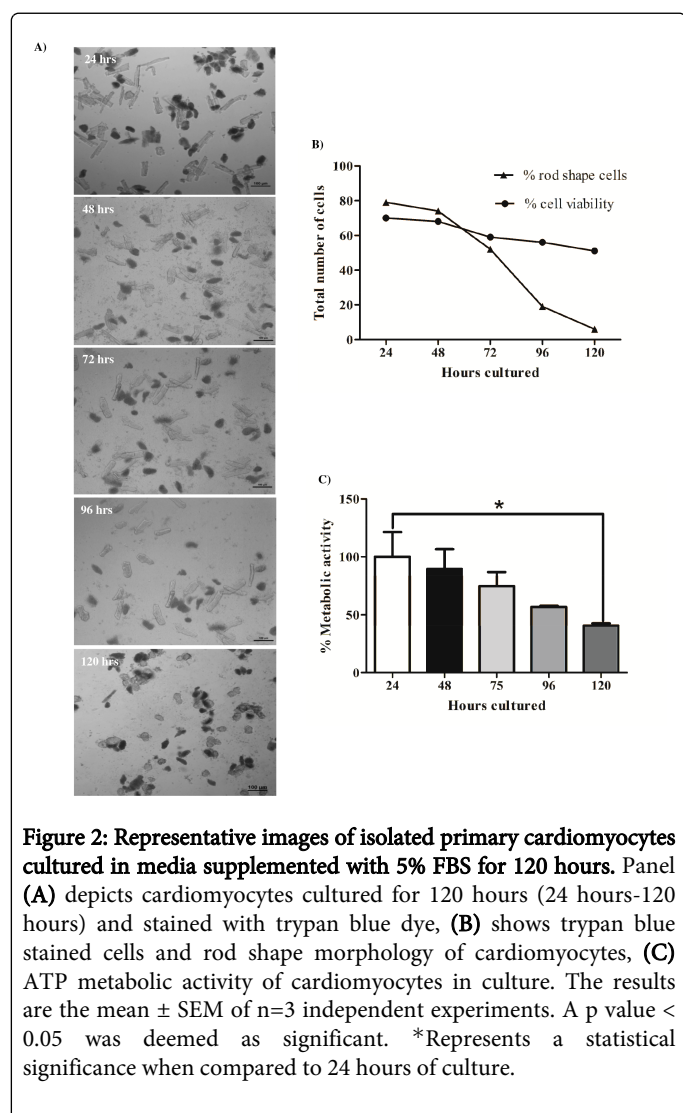 A)
24 hrs
100 μm
48 hrs
72 hrs
96 hrs
120 hrs
100 μm
B)
100
80
60
40
20
0
Total number of cells
% rod shape cells
% cell viability
24 48 72 96 120
Hours cultured
C)
150
100
50
0
% Metabolic activity
*
24 48 75 96 120
Hours cultured
Figure 2: Representative images of isolated primary cardiomyocytes
cultured in media supplemented with 5% FBS for 120 hours. Panel
(A) depicts cardiomyocytes cultured for 120 hours (24 hours-120
hours) and stained with trypan blue dye, (B) shows trypan blue
stained cells and rod shape morphology of cardiomyocytes, (C)
ATP metabolic activity of cardiomyocytes in culture. The results
are the mean ± SEM of n=3 independent experiments. A p value <
0.05 was deemed as significant. *Represents a statistical
significance when compared to 24 hours of culture.